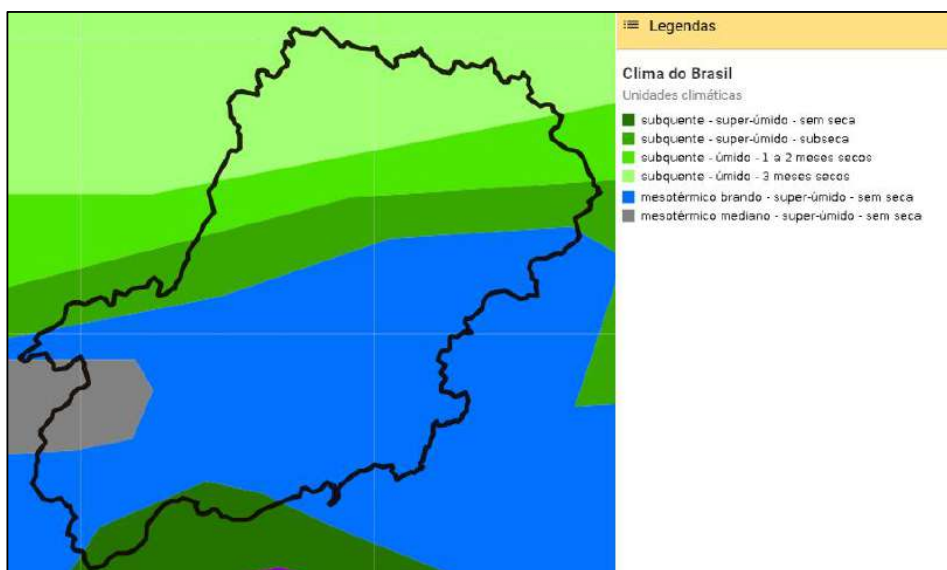 Legendas
Clima do Brasil
Unidades climáticas
subquente - super-úmido - sem seca
subquente - super-úmido - subseca
subquente - úmido - 1 a 2 meses secos
subquente - úmido - 3 meses secos
mesotérmico brando - super-úmido - sem seca
mesotérmico mediano - super-úmido - sem seca